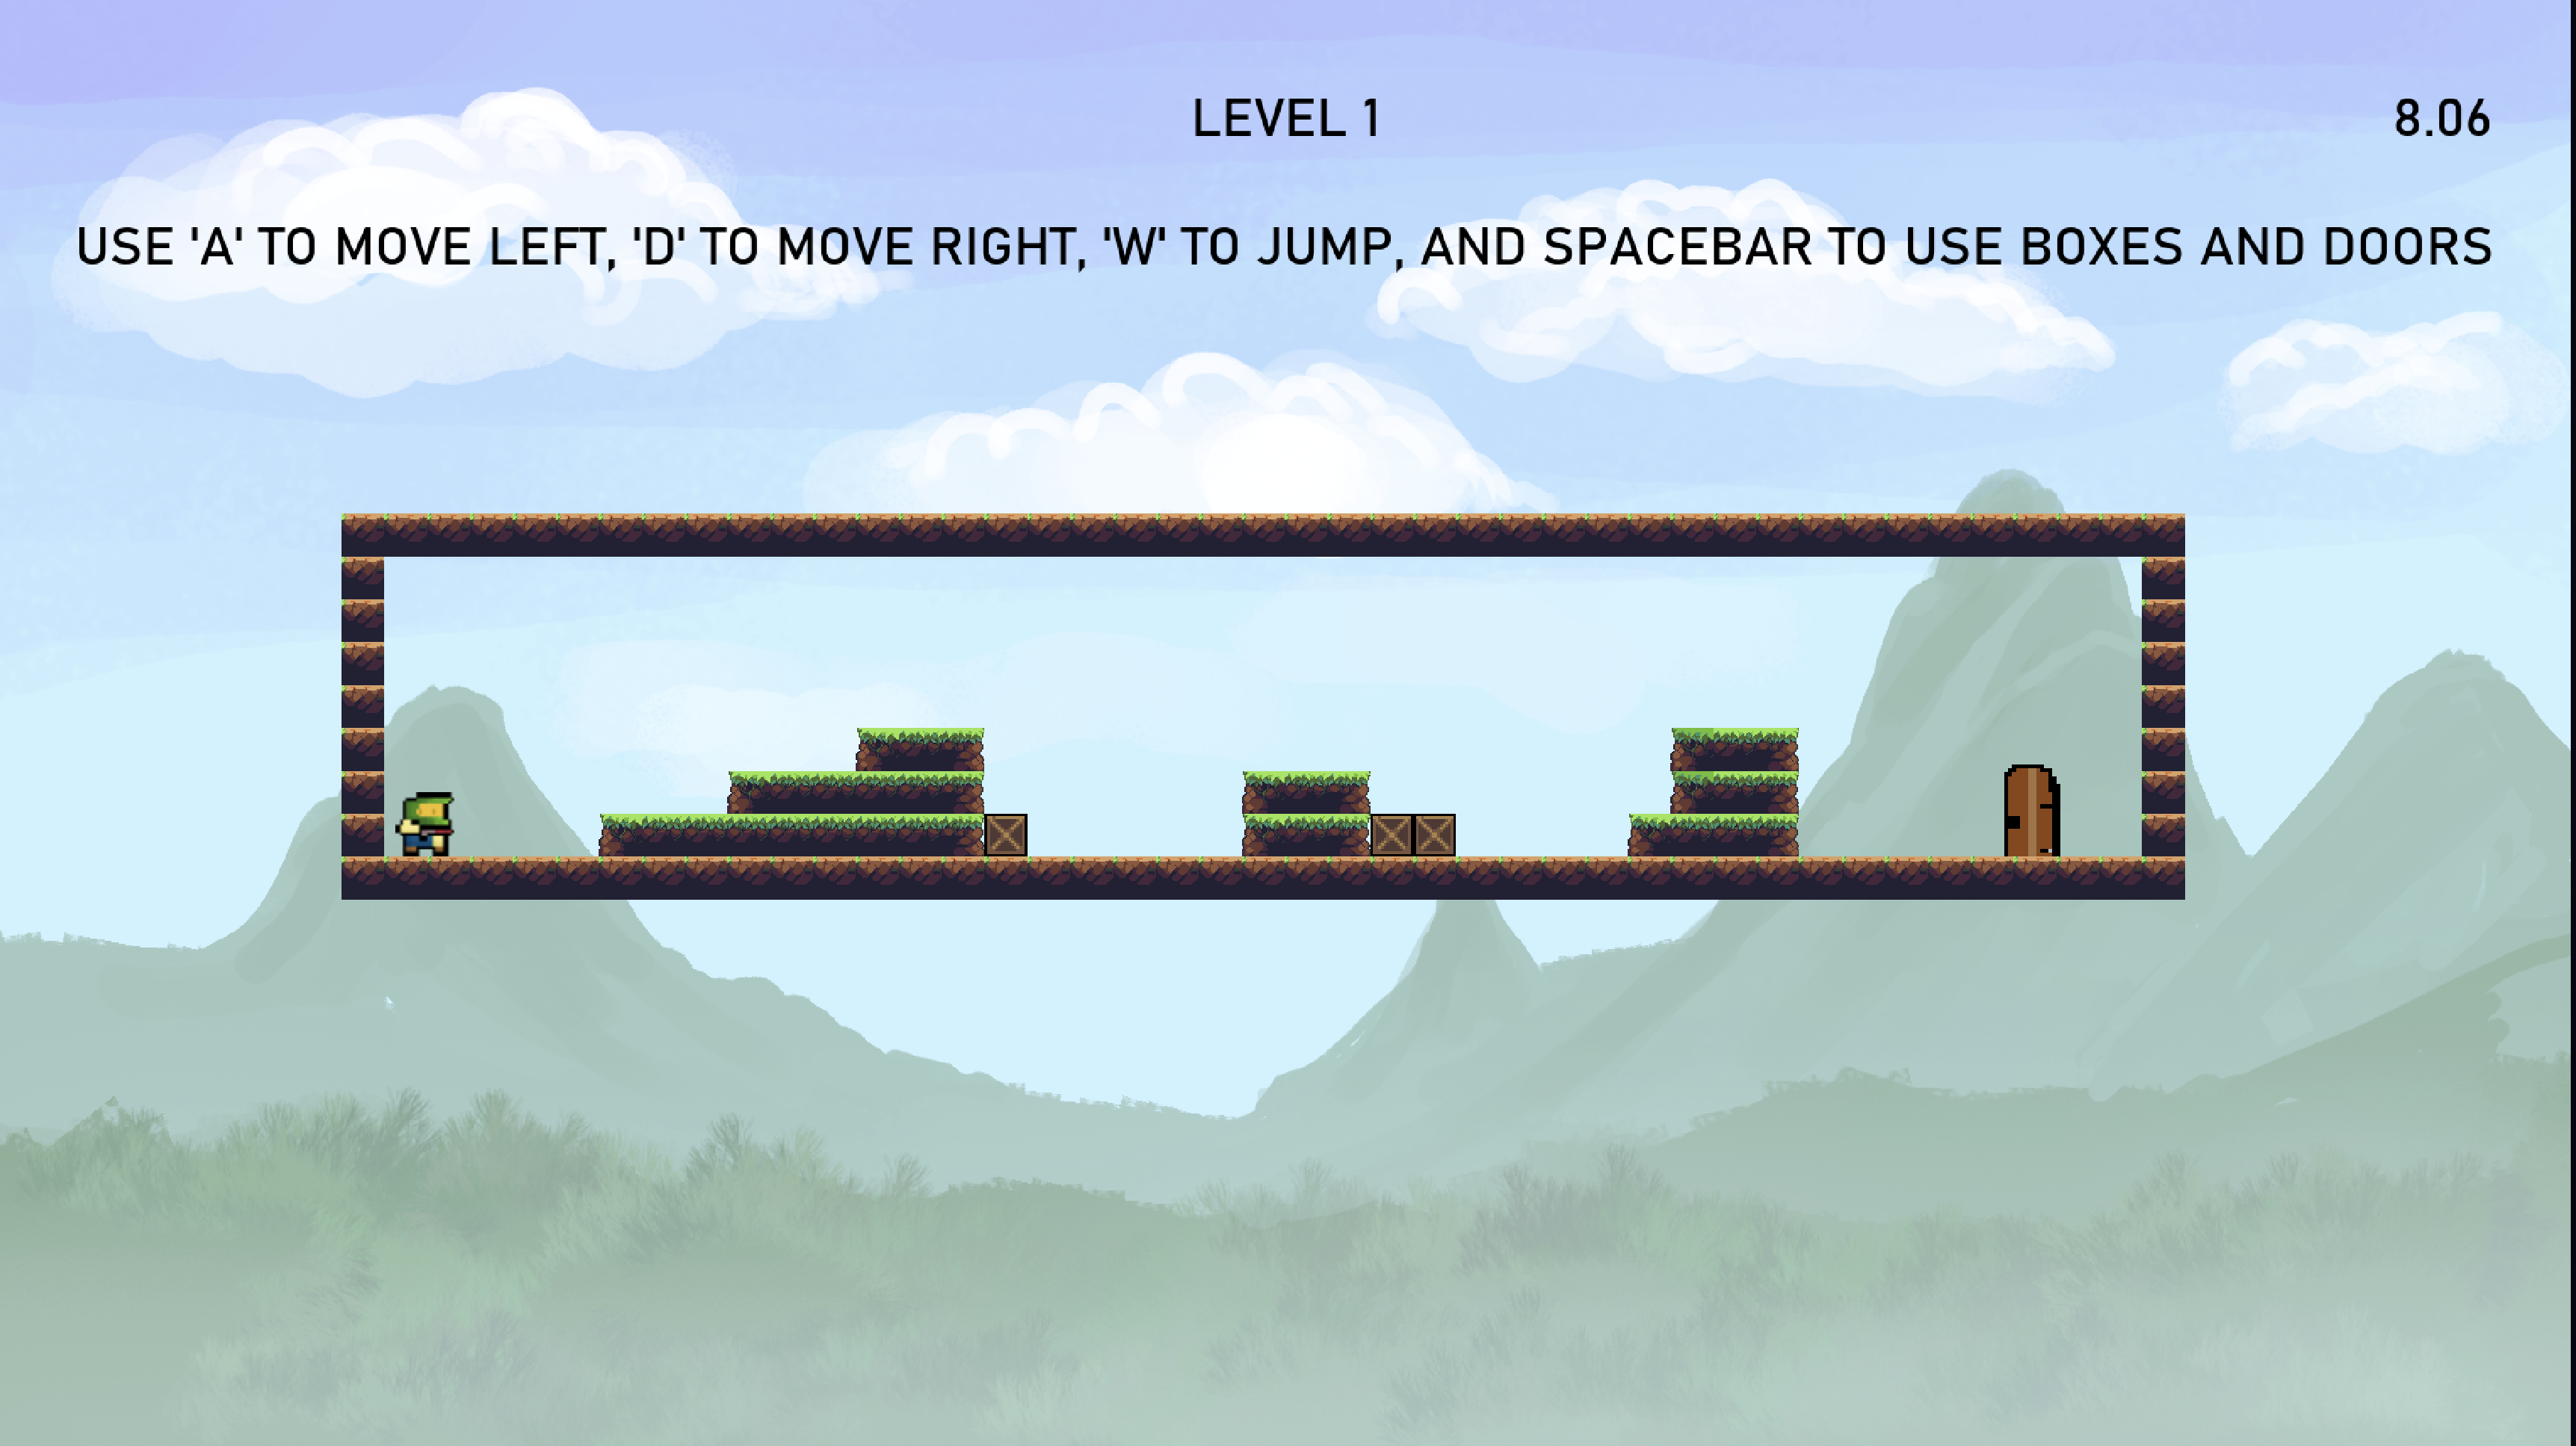 LEVEL 1
8.06
USE 'A' TO MOVE LEFT, 'D' TO MOVE RIGHT, 'W' TO JUMP, AND SPACEBAR TO USE BOXES AND DOORS